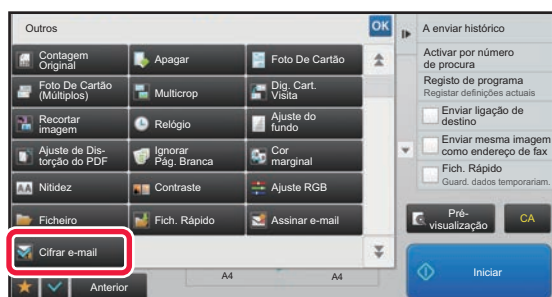 Outros
OK
Contagem
Original
Apagar
Foto De Cartão
Foto De Cartão
(Múltiplos)
Multicrop
Dig. Cart.
Visita
Recortar
imagem
Relógio
Ajuste do
fundo
Ajuste de Dis-
torção do PDF
Ignorar
Pág. Branca
Cor
marginal
AA
Nitidez
Contraste
Ajuste RGB
Ficheiro
Fich. Rápido
Assinar e-mail
Cifrar e-mail
Anterior
A4
A4
A enviar histórico
Activar por número
de procura
Registo de programa
Registar definições actuais
Enviar ligação de
destino
Enviar mesma imagem
como endereço de fax
Fich. Rápido
Guard. dados temporariam.
Pré-
visualização
CA
Iniciar